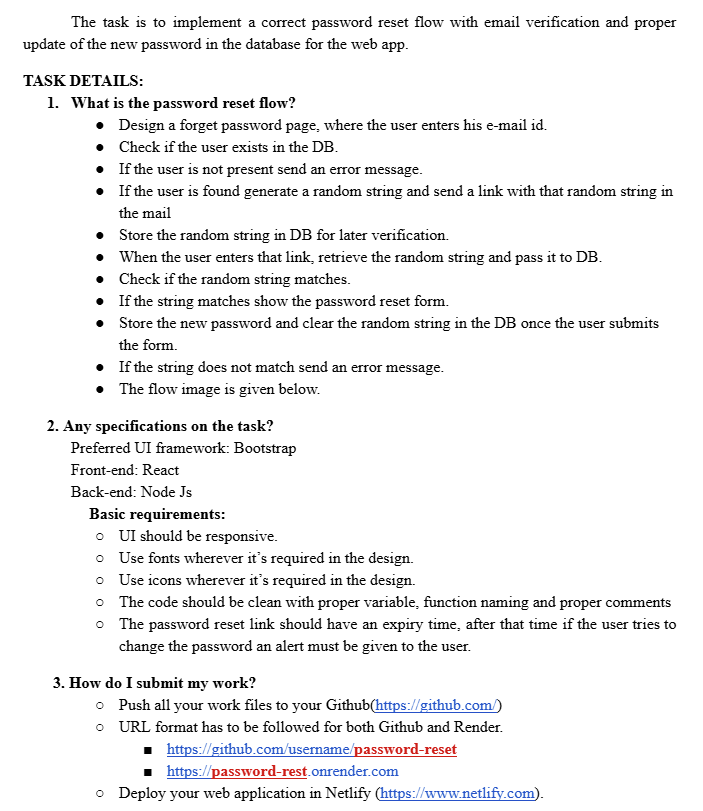 The task is to implement a correct password reset flow with email verification and proper
update of the new password in the database for the web app.
TASK DETAILS:
1. What is the password reset flow?
● Design a forget password page, where the user enters his e-mail id.
● Check if the user exists in the DB.
● If the user is not present send an error message.
● If the user is found generate a random string and send a link with that random string in
the mail
● Store the random string in DB for later verification.
● When the user enters that link, retrieve the random string and pass it to DB.
● Check if the random string matches.
● If the string matches show the password reset form.
● Store the new password and clear the random string in the DB once the user submits
the form.
● If the string does not match send an error message.
● The flow image is given below.
2. Any specifications on the task?
Preferred UI framework: Bootstrap
Front-end: React
Back-end: Node Js
Basic requirements:
○ UI should be responsive.
○ Use fonts wherever it's required in the design.
○ Use icons wherever it's required in the design.
○ The code should be clean with proper variable, function naming and proper comments
○ The password reset link should have an expiry time, after that time if the user tries to
change the password an alert must be given to the user.
3. How do I submit my work?
○ Push all your work files to your Github(https://github.com/)
○ URL format has to be followed for both Github and Render.
■ https://github.com/username/password-reset
■ https://password-rest.onrender.com
○ Deploy your web application in Netlify (https://www.netlify.com).